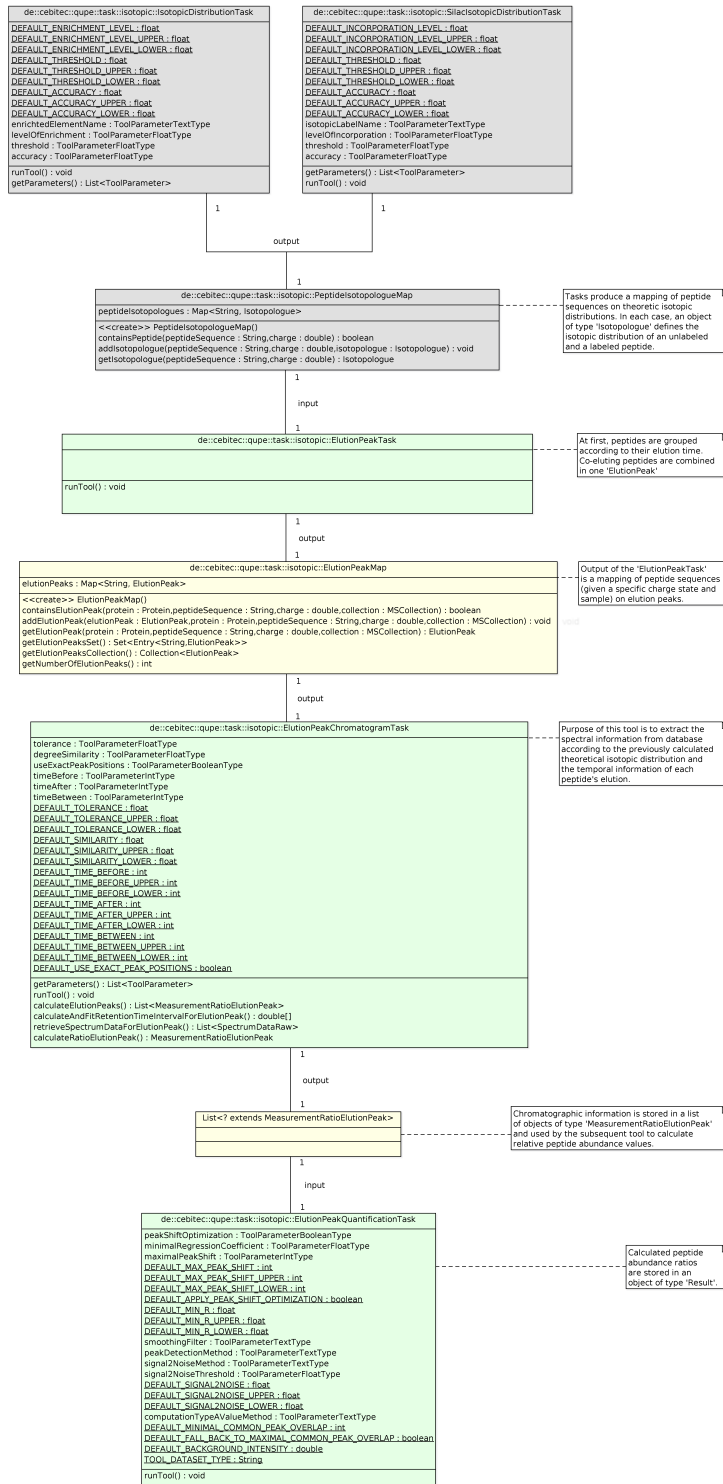 de::cebitec::qupe::task::isotopic::IsotopicDistributionTask
DEFAULT_ENRICHMENT_LEVEL : float
DEFAULT_ENRICHMENT_LEVEL_UPPER : float
DEFAULT_ENRICHMENT_LEVEL_LOWER : float
DEFAULT_THRESHOLD : float
DEFAULT_THRESHOLD_UPPER : float
DEFAULT_THRESHOLD_LOWER : float
DEFAULT_ACCURACY : float
DEFAULT_ACCURACY_UPPER : float
DEFAULT_ACCURACY_LOWER : float
enrichedElementName : ToolParameterTextType
levelOfEnrichment : ToolParameterFloatType
threshold : ToolParameterFloatType
accuracy : ToolParameterFloatType
runTool() : void
getParameters() : List<ToolParameter>
de::cebitec::qupe::task::isotopic::SilacIsotopicDistributionTask
DEFAULT_INCORPORATION_LEVEL : float
DEFAULT_INCORPORATION_LEVEL_UPPER : float
DEFAULT_INCORPORATION_LEVEL_LOWER : float
DEFAULT_THRESHOLD : float
DEFAULT_THRESHOLD_UPPER : float
DEFAULT_THRESHOLD_LOWER : float
DEFAULT_ACCURACY : float
DEFAULT_ACCURACY_UPPER : float
DEFAULT_ACCURACY_LOWER : float
isotopicLabelName : ToolParameterTextType
levelOfIncorporation : ToolParameterFloatType
threshold : ToolParameterFloatType
accuracy : ToolParameterFloatType
getParameters() : List<ToolParameter>
runTool() : void
1
1
output
1
de::cebitec::qupe::task::isotopic::PeptideIsotopologueMap
peptideIsotopologues : Map<String, Isotopologue>
<<create>> PeptideIsotopologueMap()
containsPeptide(peptideSequence : String,charge : double) : boolean
addIsotopologue(peptideSequence : String,charge : double,isotopologue : Isotopologue) : void
getIsotopologue(peptideSequence : String,charge : double) : Isotopologue
Tasks produce a mapping of peptide
sequences on theoretic isotopic
distributions. In each case, an object
of type 'Isotopologue' defines the
isotopic distribution of an unlabeled
and a labeled peptide.
1
input
1
de::cebitec::qupe::task::isotopic::ElutionPeakTask
runTool() : void
At first, peptides are grouped
according to their elution time.
Co-eluting peptides are combined
in one 'ElutionPeak'
1
output
1
de::cebitec::qupe::task::isotopic::ElutionPeakMap
elutionPeaks : Map<String, ElutionPeak>
<<create>> ElutionPeakMap()
containsElutionPeak(protein : Protein,peptideSequence : String,charge : double,collection : MSCollection) : boolean
addElutionPeak(elutionPeak : ElutionPeak,protein : Protein,peptideSequence : String,charge : double,collection : MSCollection) : void
getElutionPeak(protein : Protein,peptideSequence : String,charge : double,collection : MSCollection) : ElutionPeak
getElutionPeaksSet() : Set<Entry<String,ElutionPeak>>
getElutionPeaksCollection() : Collection<ElutionPeak>
getNumberOfElutionPeaks() : int
Output of the 'ElutionPeakTask'
is a mapping of peptide sequences
(given a specific charge state and
sample) on elution peaks.
1
output
1
de::cebitec::qupe::task::isotopic::ElutionPeakChromatogramTask
tolerance : ToolParameterFloatType
degreeSimilarity : ToolParameterFloatType
useExactPeakPositions : ToolParameterBooleanType
timeBefore : ToolParameterIntType
timeAfter : ToolParameterIntType
timeBetween : ToolParameterIntType
DEFAULT_TOLERANCE : float
DEFAULT_TOLERANCE_UPPER : float
DEFAULT_TOLERANCE_LOWER : float
DEFAULT_SIMILARITY : float
DEFAULT_SIMILARITY_UPPER : float
DEFAULT_SIMILARITY_LOWER : float
DEFAULT_TIME_BEFORE : int
DEFAULT_TIME_BEFORE_UPPER : int
DEFAULT_TIME_BEFORE_LOWER : int
DEFAULT_TIME_AFTER : int
DEFAULT_TIME_AFTER_UPPER : int
DEFAULT_TIME_AFTER_LOWER : int
DEFAULT_TIME_BETWEEN : int
DEFAULT_TIME_BETWEEN_UPPER : int
DEFAULT_TIME_BETWEEN_LOWER : int
DEFAULT_USE_EXACT_PEAK_POSITIONS : boolean
getParameters() : List<ToolParameter>
runTool() : void
calculateElutionPeaks() : List<MeasurementRatioElutionPeak>
calculateAndFitRetentionTimeIntervalForElutionPeak() : double[]
retrieveSpectrumDataForElutionPeak() : List<SpectrumDataRaw>
calculateRatioElutionPeak() : MeasurementRatioElutionPeak
Purpose of this tool is to extract the
spectral information from database
according to the previously calculated
theoretical isotopic distribution and
the temporal information of each
peptide's elution.
1
output
1
List<? extends MeasurementRatioElutionPeak>
Chromatographic information is stored in a list
of objects of type 'MeasurementRatioElutionPeak'
and used by the subsequent tool to calculate
relative peptide abundance values.
1
input
1
de::cebitec::qupe::task::isotopic::ElutionPeakQuantificationTask
peakShiftOptimization : ToolParameterBooleanType
minimalRegressionCoefficient : ToolParameterFloatType
maximalPeakShift : ToolParameterIntType
DEFAULT_MAX_PEAK_SHIFT : int
DEFAULT_MAX_PEAK_SHIFT_UPPER : int
DEFAULT_MAX_PEAK_SHIFT_LOWER : int
DEFAULT_APPLY_PEAK_SHIFT_OPTIMIZATION : boolean
DEFAULT_MIN_R : float
DEFAULT_MIN_R_UPPER : float
DEFAULT_MIN_R_LOWER : float
smoothingFilter : ToolParameterTextType
peakDetectionMethod : ToolParameterTextType
signal2NoiseMethod : ToolParameterTextType
signal2NoiseThreshold : ToolParameterFloatType
DEFAULT_SIGNAL2NOISE : float
DEFAULT_SIGNAL2NOISE_UPPER : float
DEFAULT_SIGNAL2NOISE_LOWER : float
computationTypeAValueMethod : ToolParameterTextType
DEFAULT_MINIMAL_COMMON_PEAK_OVERLAP : int
DEFAULT_FALL_BACK_TO_MAXIMAL_COMMON_PEAK_OVERLAP : boolean
DEFAULT_BACKGROUND_INTENSITY : double
TOOL_DATASET_TYPE : String
runTool() : void
Calculated peptide
abundance ratios
are stored in an
object of type 'Result'.